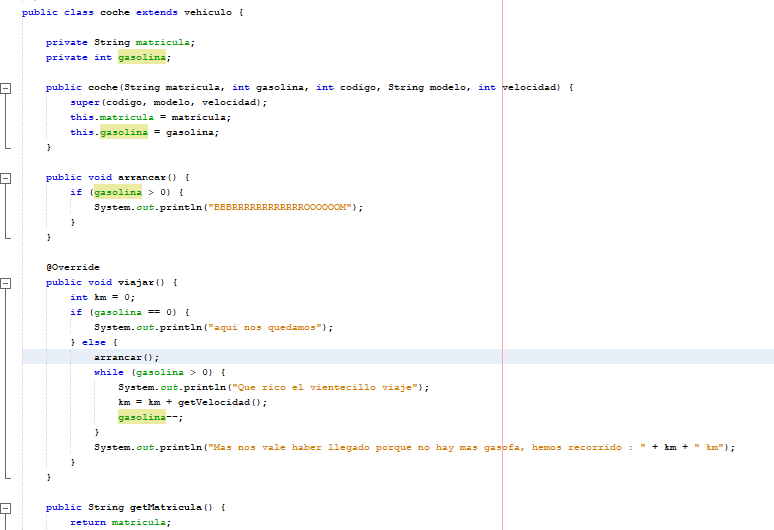 public class coche extends vehiculo {
private String matricula;
private int gasolina;
public coche(String matricula, int gasolina, int codigo, String modelo, int velocidad) {
super(codigo, modelo, velocidad);
this.matricula = matricula;
this.gasolina = gasolina;
}
public void arrancar() {
if (gasolina > 0) {
System.out.println("BBBRRRRRRRRRRRROOOOOOM");
}
}
@Override
public void viajar() {
int km = 0;
if (gasolina == 0) {
System.out.println("aqui nos quedamos");
} else {
arrancar();
while (gasolina > 0) {
System.out.println("Que rico el vientecillo viaje");
km = km + getVelocidad();
gasolina--;
}
System.out.println("Mas nos vale haber llegado porque no hay mas gasofa, hemos recorrido : " + km + " km");
}
}
public String getMatricula() {
return matricula;